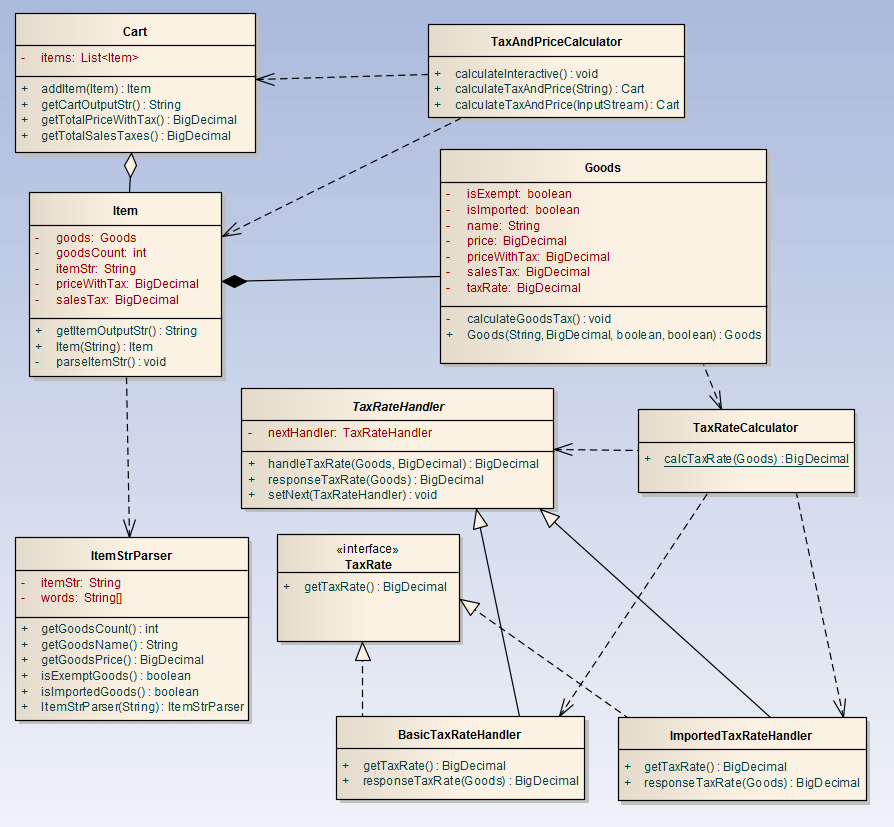 Cart
- items: List<Item>
+ addItem(Item) : Item
+ getCartOutputStr() : String
+ getTotalPriceWithTax() : BigDecimal
+ getTotalSalesTaxes() : BigDecimal
TaxAndPriceCalculator
+ calculateInteractive() : void
+ calculateTaxAndPrice(String) : Cart
+ calculateTaxAndPrice(InputStream) : Cart
Item
- goods: Goods
- goodsCount: int
- itemStr: String
- priceWithTax: BigDecimal
- salesTax: BigDecimal
+ getItemOutputStr() : String
+ Item(String) : Item
- parseItemStr() : void
Goods
- isExempt: boolean
- isImported: boolean
- name: String
- price: BigDecimal
- priceWithTax: BigDecimal
- salesTax: BigDecimal
- taxRate: BigDecimal
- calculateGoodsTax() : void
+ Goods(String, BigDecimal, boolean, boolean) : Goods
TaxRateHandler
- nextHandler: TaxRateHandler
+ handleTaxRate(Goods, BigDecimal) : BigDecimal
+ responseTaxRate(Goods) : BigDecimal
+ setNext(TaxRateHandler) : void
TaxRateCalculator
+ calcTaxRate(Goods) : BigDecimal
ItemStrParser
- itemStr: String
- words: String[]
+ getGoodsCount() : int
+ getGoodsName() : String
+ getGoodsPrice() : BigDecimal
+ isExemptGoods() : boolean
+ isImportedGoods() : boolean
+ ItemStrParser(String) : ItemStrParser
«interface»
TaxRate
+ getTaxRate() : BigDecimal
BasicTaxRateHandler
+ getTaxRate() : BigDecimal
+ responseTaxRate(Goods) : BigDecimal
ImportedTaxRateHandler
+ getTaxRate() : BigDecimal
+ responseTaxRate(Goods) : BigDecimal